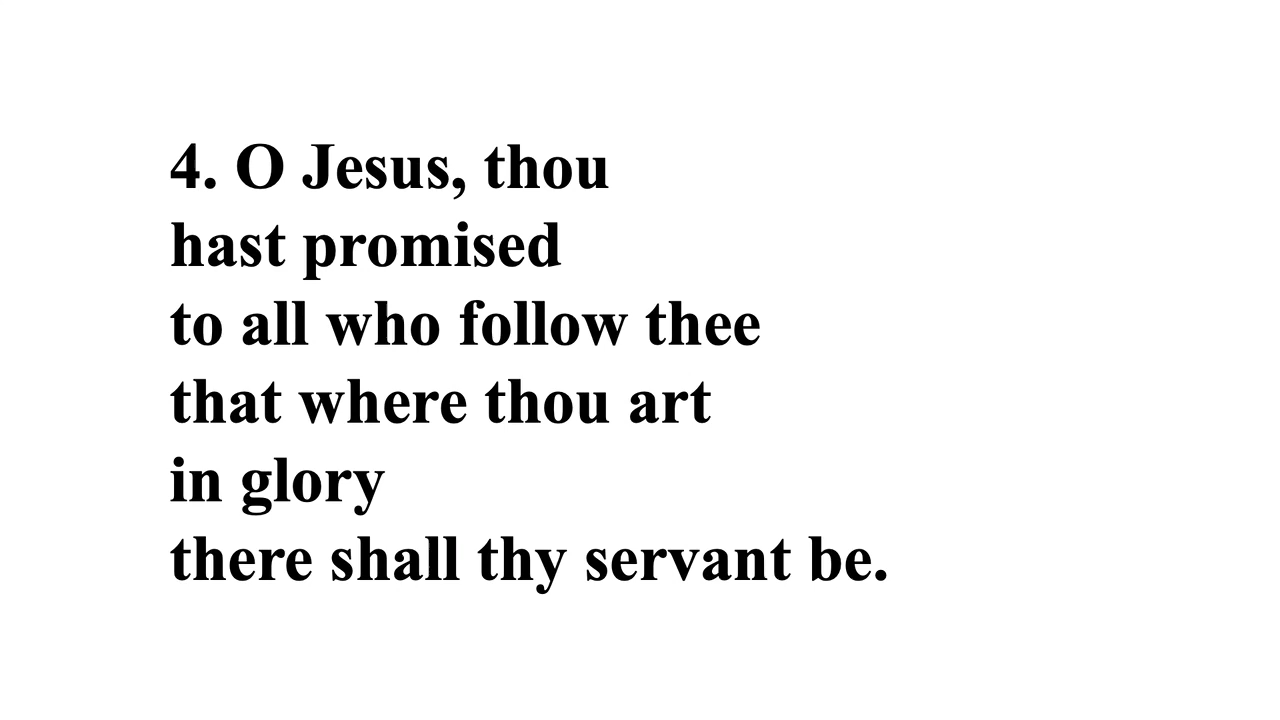 4. O Jesus, thou
hast promised
to all who follow thee
that where thou art
in glory
there shall thy servant be.